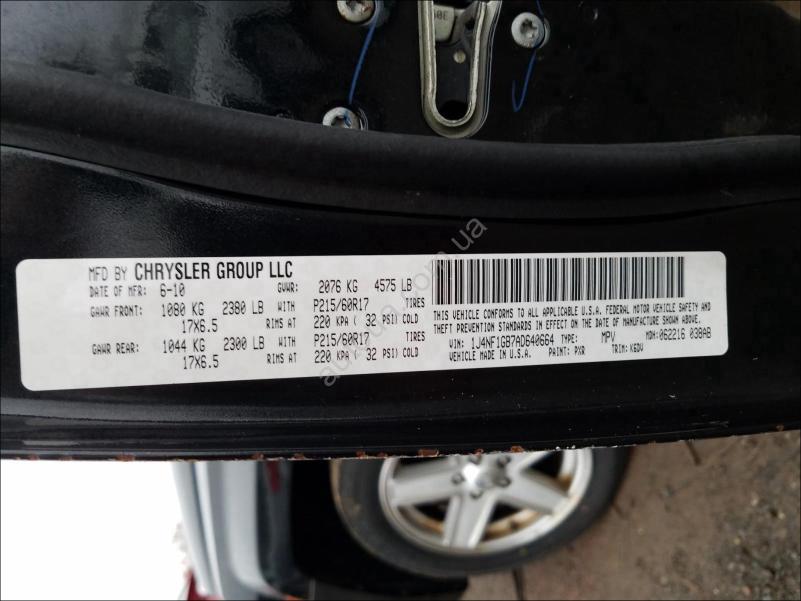 MFD BY CHRYSLER GROUP LLC
DATE OF MFR: 6-10 GVWR: 2076 KG 4575 LB
GAWR FRONT: 1080 KG 2380 LB WITH P215/60R17 TIRES
17X6.5 RIMS AT 220 KPA ( 32 PSI) COLD
GAWR REAR: 1044 KG 2300 LB WITH P215/60R17 TIRES
17X6.5 RIMS AT 220 KPA ( 32 PSI) COLD
THIS VEHICLE CONFORMS TO ALL APPLICABLE U.S.A. FEDERAL MOTOR VEHICLE SAFETY AND
THEFT PREVENTION STANDARDS IN EFFECT ON THE DATE OF MANUFACTURE SHOWN ABOVE.
VIN: 1J4NF1GB7AD640664 TYPE: MPV MDH: 062216 038AB
VEHICLE MADE IN: U.S.A. PAINT: PXR TRIM: K6DV